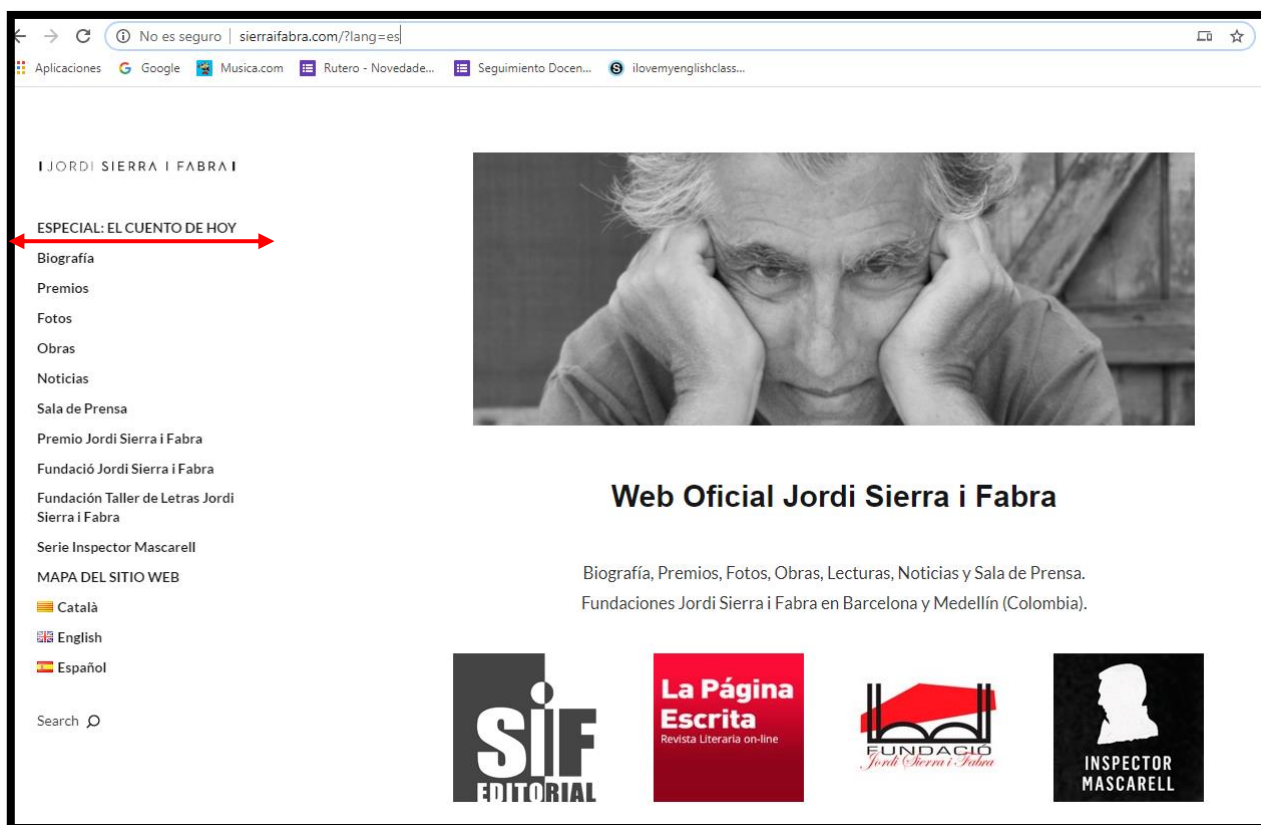 No es seguro | sierraifabra.com/?lang=es
Aplicaciones Google Musica.com Rutero - Novedade... Seguimiento Docen... ilovemyenglishclass...
JORDI SIERRA I FABRA
ESPECIAL: EL CUENTO DE HOY
Biografía
Premios
Fotos
Obras
Noticias
Sala de Prensa
Premio Jordi Sierra i Fabra
Fundació Jordi Sierra i Fabra
Fundación Taller de Letras Jordi
Sierra i Fabra
Serie Inspector Mascarell
MAPA DEL SITIO WEB
Català
English
Español
Search
Web Oficial Jordi Sierra i Fabra
Biografía, Premios, Fotos, Obras, Lecturas, Noticias y Sala de Prensa.
Fundaciones Jordi Sierra i Fabra en Barcelona y Medellín (Colombia).
SiF
EDITORIAL
La Página
Escrita
Revista Literaria on-line
FUNDACIÓ
Jordi Sierra i Fabra
INSPECTOR
MASCARELL